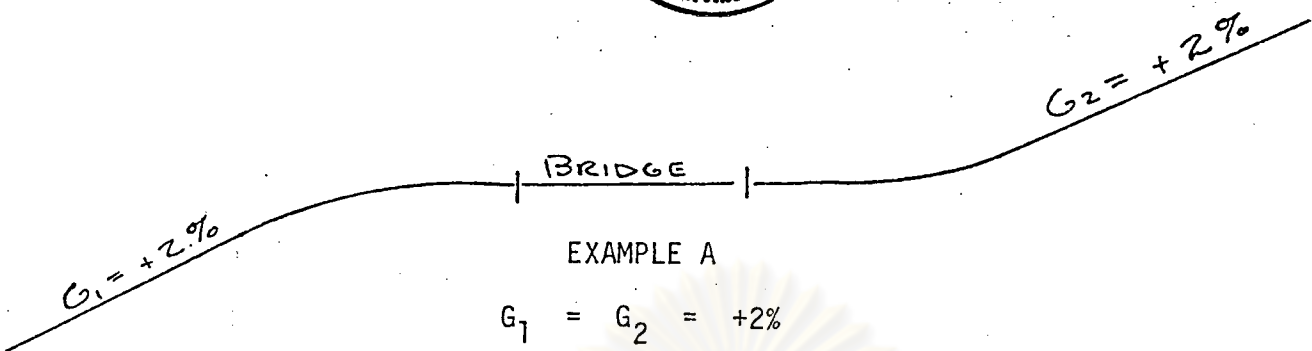 G2 = + 2%
BRIDGE
G1 = + 2%
EXAMPLE A
G1 = G2 = +2%